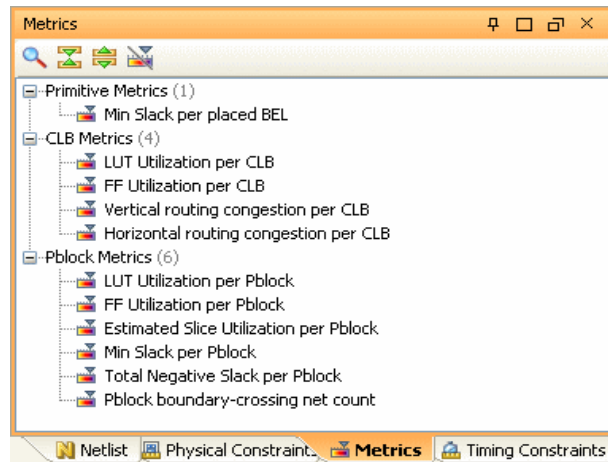 Metrics
Primitive Metrics (1)
Min Slack per placed BEL
CLB Metrics (4)
LUT Utilization per CLB
FF Utilization per CLB
Vertical routing congestion per CLB
Horizontal routing congestion per CLB
Pblock Metrics (6)
LUT Utilization per Pblock
FF Utilization per Pblock
Estimated Slice Utilization per Pblock
Min Slack per Pblock
Total Negative Slack per Pblock
Pblock boundary-crossing net count
Netlist Physical Constraints Metrics Timing Constraints